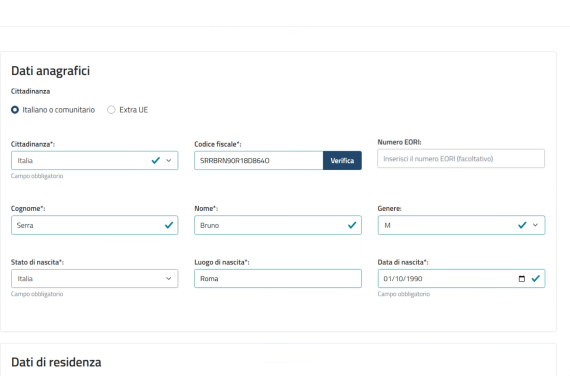 Dati anagrafici
Cittadinanza
Italiano o comunitario Extra UE
Cittadinanza*: Codice fiscale*: Numero EORI:
Italia SRRBRN90R18D864O Verifica Inserisci il numero EORI (facoltativo)
Campo obbligatorio
Cognome*: Nome*: Genere:
Serra Bruno M
Stato di nascita*: Luogo di nascita*: Data di nascita*:
Italia Roma 01/10/1990
Campo obbligatorio Campo obbligatorio
Dati di residenza